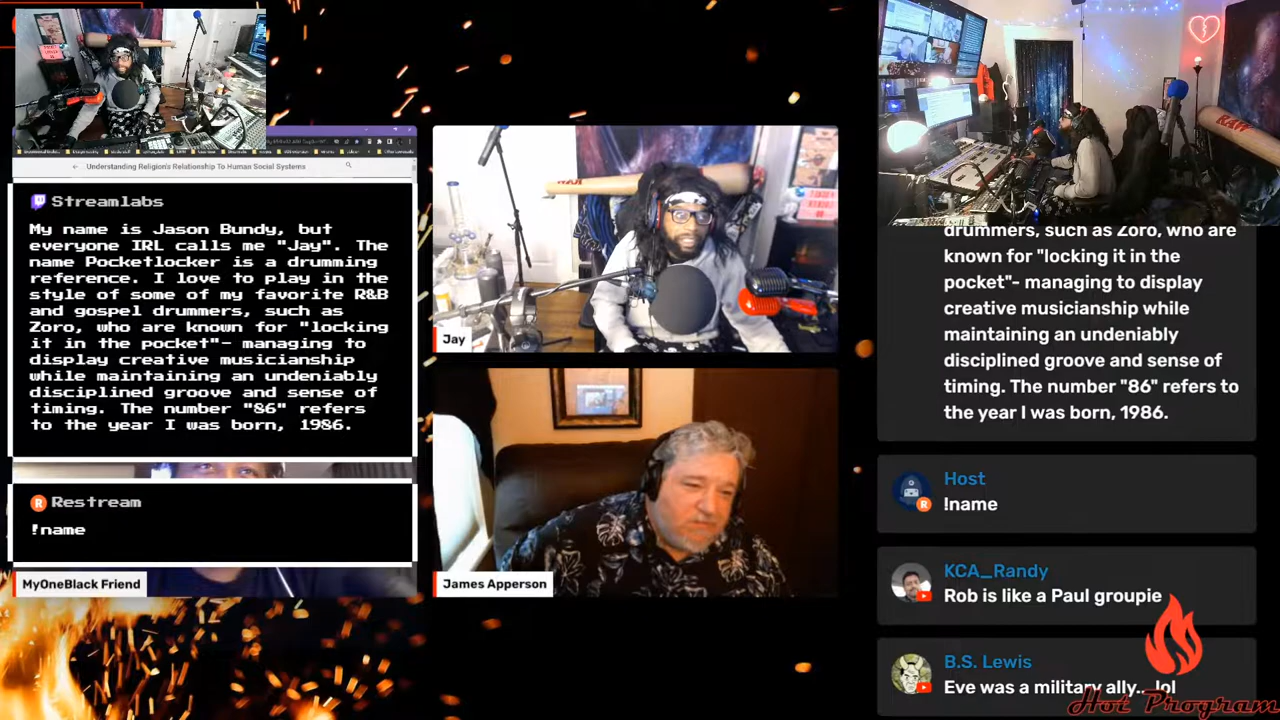 Understanding Religion's Relationship To Human Social Systems
Streamlabs
My name is Jason Bundy, but
everyone IRL calls me "Jay". The
name Pocketlocker is a drumming
reference. I love to play in the
style of some of my favorite R&B
and gospel drummers, such as
Zoro, who are known for "locking
it in the pocket"- managing to
display creative musicianship
while maintaining an undeniably
disciplined groove and sense of
timing. The number "86" refers
to the year I was born, 1986.
Restream
!name
MyOneBlack Friend
RAW
Jay
James Apperson
RAW
drummers, such as Zoro, who are
known for "locking it in the
pocket"- managing to display
creative musicianship while
maintaining an undeniably
disciplined groove and sense of
timing. The number "86" refers to
the year I was born, 1986.
Host
!name
KCA_Randy
Rob is like a Paul groupie
B.S. Lewis
Eve was a military ally.. lol
Hot Program